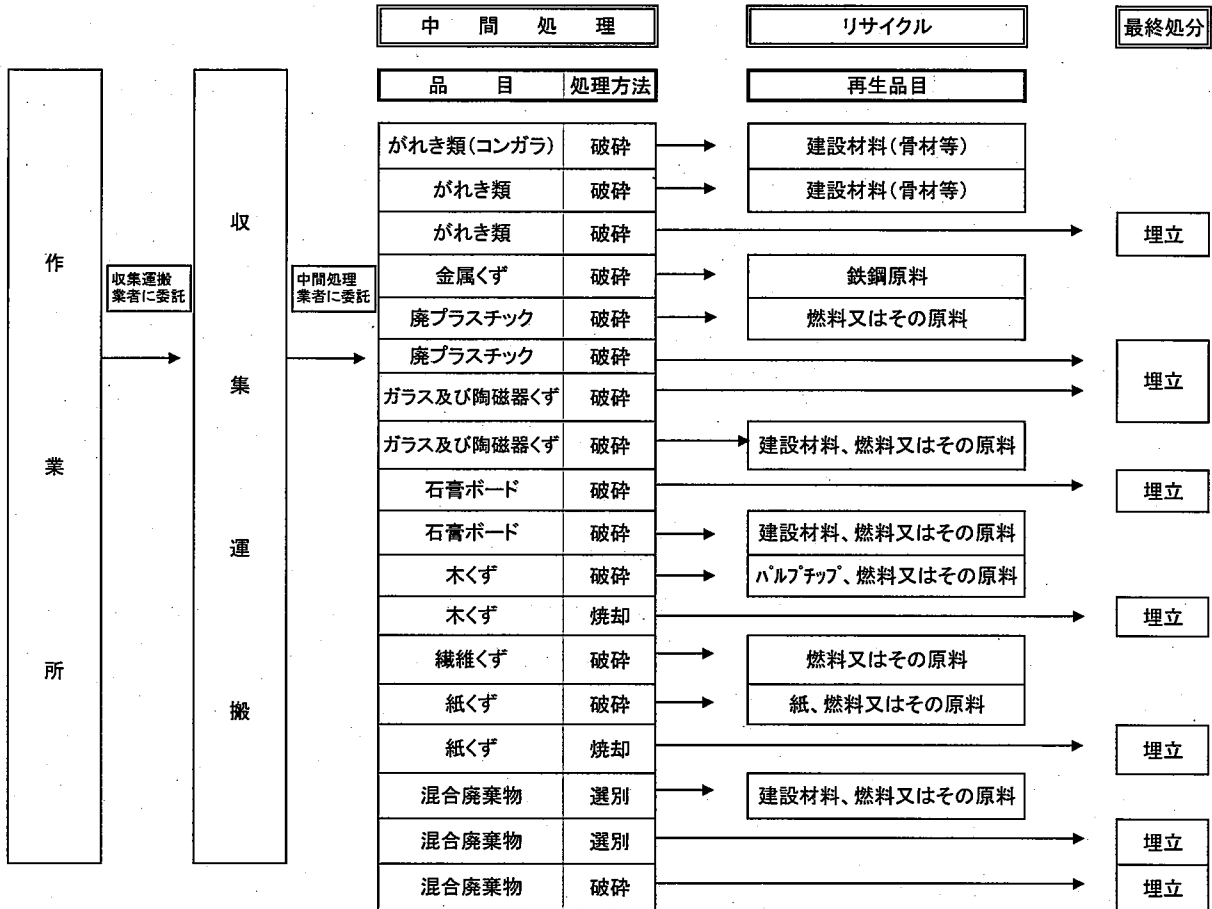 中間処理
リサイクル
最終処分
品目 処理方法
再生品目
作業所
収集運搬
業者に委託
収集運搬
中間処理
業者に委託
がれき類(コンガラ) 破砕 建設材料(骨材等)
がれき類 破砕 建設材料(骨材等)
がれき類 破砕 埋立
金属くず 破砕 鉄鋼原料
廃プラスチック 破砕 燃料又はその原料
廃プラスチック 破砕 埋立
ガラス及び陶磁器くず 破砕
ガラス及び陶磁器くず 破砕 建設材料、燃料又はその原料
石膏ボード 破砕 埋立
石膏ボード 破砕 建設材料、燃料又はその原料
木くず 破砕 パルプチップ、燃料又はその原料
木くず 焼却 埋立
繊維くず 破砕 燃料又はその原料
紙くず 破砕 紙、燃料又はその原料
紙くず 焼却 埋立
混合廃棄物 選別 建設材料、燃料又はその原料
混合廃棄物 選別 埋立
混合廃棄物 破砕 埋立